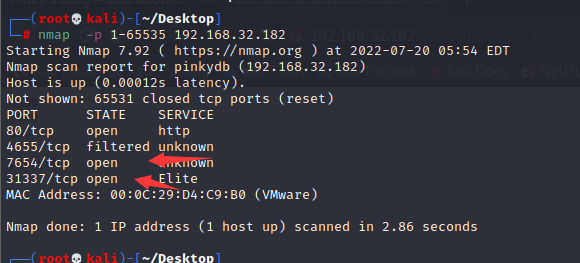 (root💀kali)-[~/Desktop]
# nmap -p 1-65535 192.168.32.182
Starting Nmap 7.92 ( https://nmap.org ) at 2022-07-20 05:54 EDT
Nmap scan report for pinkydb (192.168.32.182)
Host is up (0.00012s latency).
Not shown: 65531 closed tcp ports (reset)
PORT STATE SERVICE
80/tcp open http
4655/tcp filtered unknown
7654/tcp open unknown
31337/tcp open Elite
MAC Address: 00:0C:29:D4:C9:B0 (VMware)
Nmap done: 1 IP address (1 host up) scanned in 2.86 seconds
(root💀kali)-[~/Desktop]